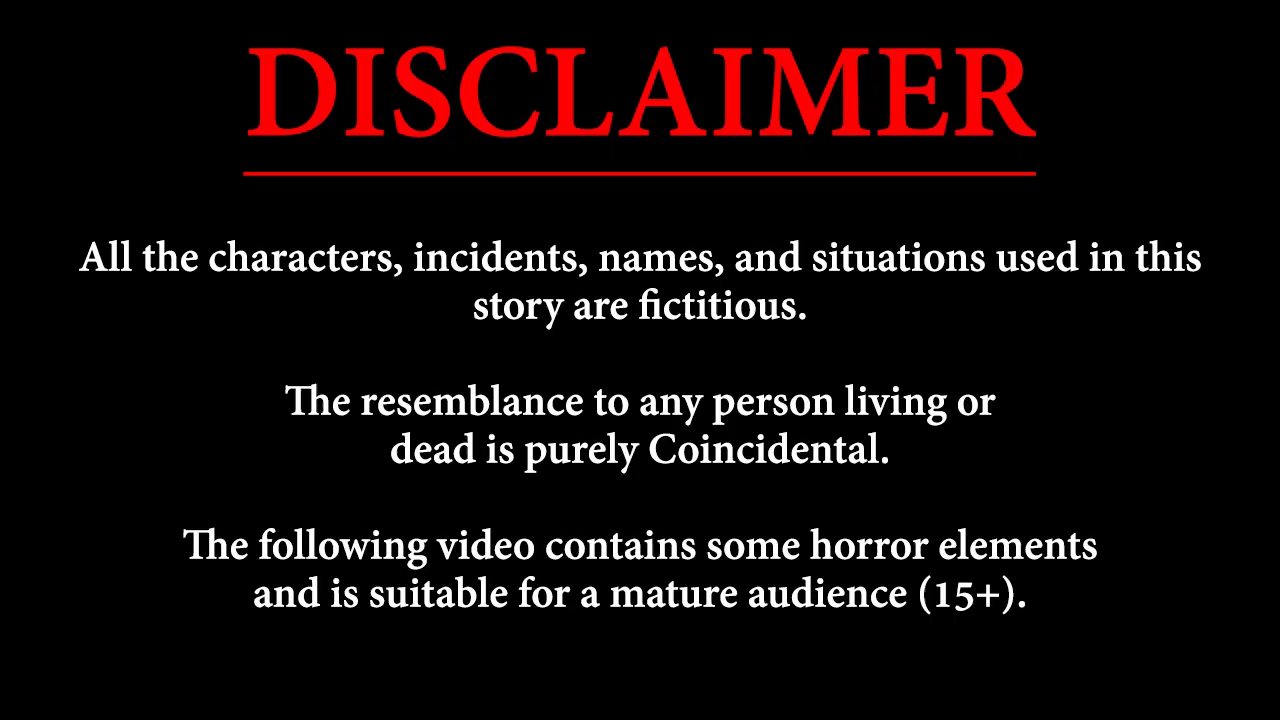 DISCLAIMER
All the characters, incidents, names, and situations used in this
story are fictitious.
The resemblance to any person living or
dead is purely Coincidental.
The following video contains some horror elements
and is suitable for a mature audience (15+).